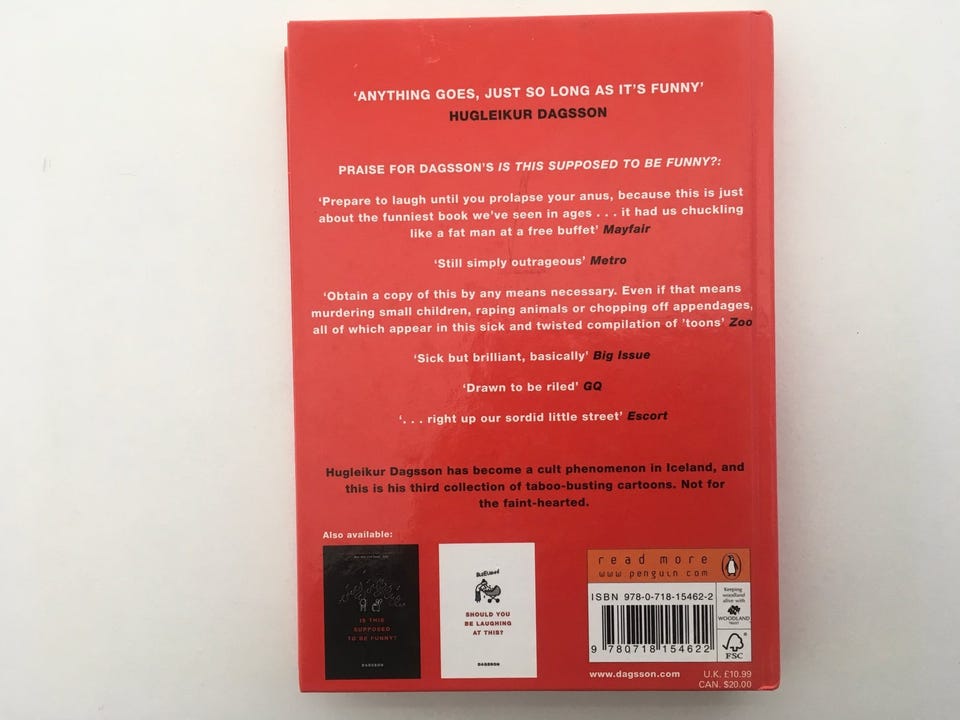 ‘ANYTHING GOES, JUST SO LONG AS IT’S FUNNY’
HUGLEIKUR DAGSSON
PRAISE FOR DAGSSON’S IS THIS SUPPOSED TO BE FUNNY?:
‘Prepare to laugh until you prolapse your anus, because this is just
about the funniest book we’ve seen in ages . . . it had us chuckling
like a fat man at a free buffet’ Mayfair
‘Still simply outrageous’ Metro
‘Obtain a copy of this by any means necessary. Even if that means
murdering small children, raping animals or chopping off appendages,
all of which appear in this sick and twisted compilation of ’toons’ Zoo
‘Sick but brilliant, basically’ Big Issue
‘Drawn to be riled’ GQ
‘. . . right up our sordid little street’ Escort
Hugleikur Dagsson has become a cult phenomenon in Iceland, and
this is his third collection of taboo-busting cartoons. Not for
the faint-hearted.
Also available:
IS THIS
SUPPOSED
TO BE FUNNY?
DAGSSON
SHOULD YOU
BE LAUGHING
AT THIS?
DAGSSON
read more
www.penguin.com
ISBN 978-0-718-15462-2
9 780718 154622
Keeping
woodland
alive with
WOODLAND
TRUST
FSC
www.dagsson.com
U.K. £10.99
CAN. $20.00